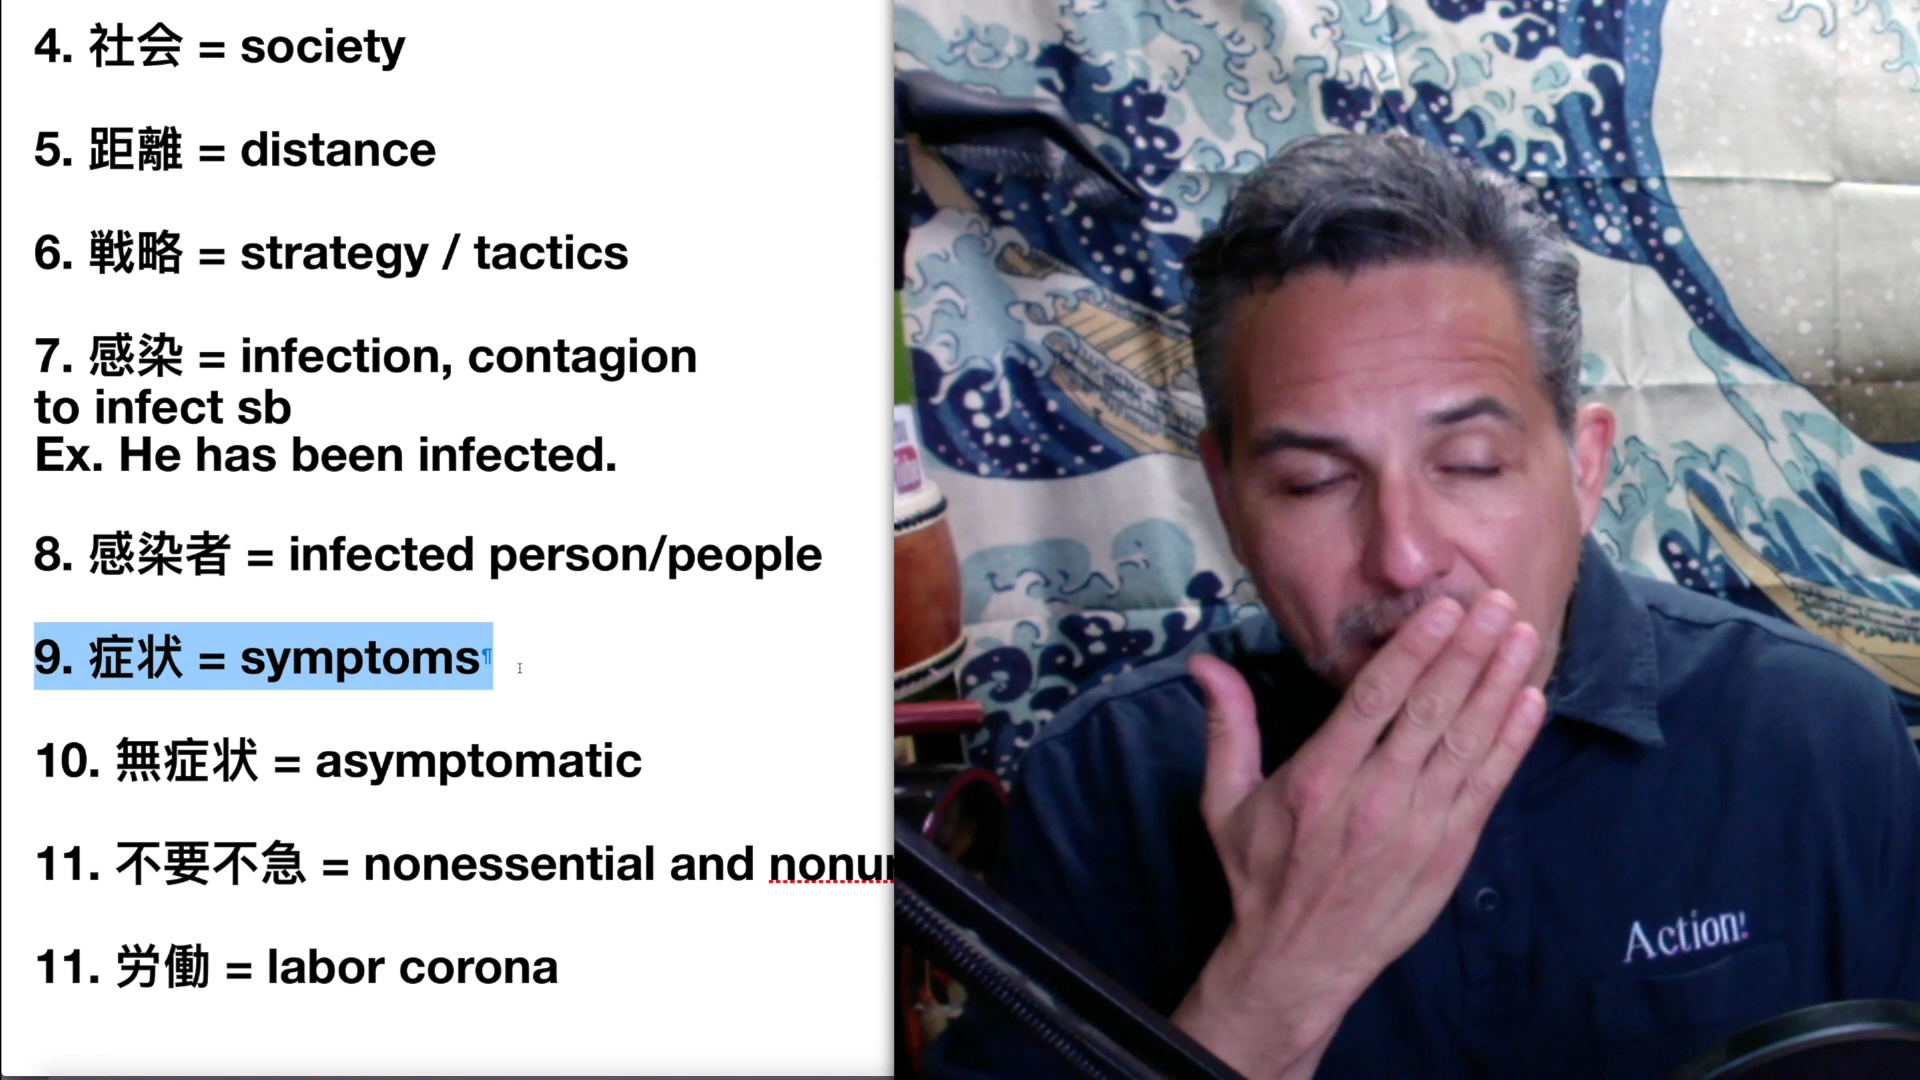 4. 社会 = society
5. 距離 = distance
6. 戦略 = strategy / tactics
7. 感染 = infection, contagion
to infect sb
Ex. He has been infected.
8. 感染者 = infected person/people
9. 症状 = symptoms¶
10. 無症状 = asymptomatic
11. 不要不急 = nonessential and
11. 労働 = labor corona
Action!